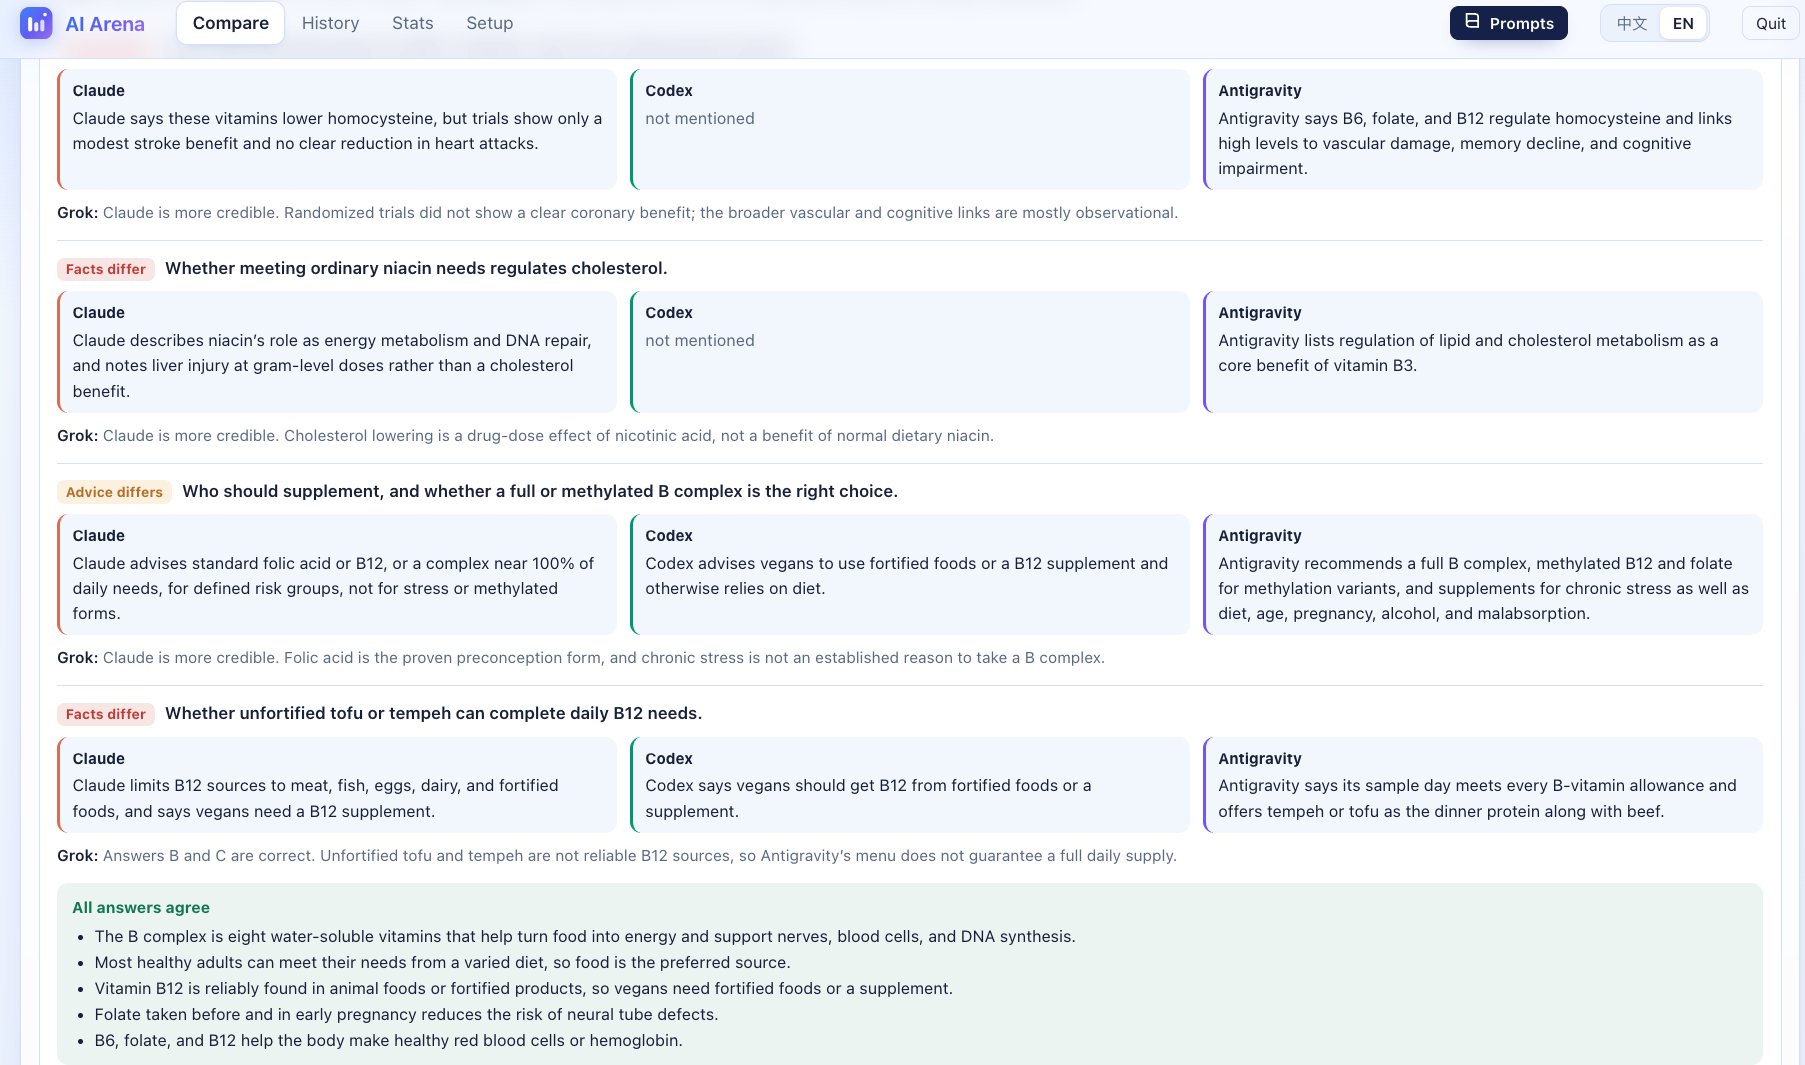 AI Arena
Compare
History
Stats
Setup
Prompts
中文
EN
Quit
Claude
Claude says these vitamins lower homocysteine, but trials show only a
modest stroke benefit and no clear reduction in heart attacks.
Codex
not mentioned
Antigravity
Antigravity says B6, folate, and B12 regulate homocysteine and links
high levels to vascular damage, memory decline, and cognitive
impairment.
Grok: Claude is more credible. Randomized trials did not show a clear coronary benefit; the broader vascular and cognitive links are mostly observational.
Facts differ Whether meeting ordinary niacin needs regulates cholesterol.
Claude
Claude describes niacin’s role as energy metabolism and DNA repair,
and notes liver injury at gram-level doses rather than a cholesterol
benefit.
Codex
not mentioned
Antigravity
Antigravity lists regulation of lipid and cholesterol metabolism as a
core benefit of vitamin B3.
Grok: Claude is more credible. Cholesterol lowering is a drug-dose effect of nicotinic acid, not a benefit of normal dietary niacin.
Advice differs Who should supplement, and whether a full or methylated B complex is the right choice.
Claude
Claude advises standard folic acid or B12, or a complex near 100% of
daily needs, for defined risk groups, not for stress or methylated
forms.
Codex
Codex advises vegans to use fortified foods or a B12 supplement and
otherwise relies on diet.
Antigravity
Antigravity recommends a full B complex, methylated B12 and folate
for methylation variants, and supplements for chronic stress as well as
diet, age, pregnancy, alcohol, and malabsorption.
Grok: Claude is more credible. Folic acid is the proven preconception form, and chronic stress is not an established reason to take a B complex.
Facts differ Whether unfortified tofu or tempeh can complete daily B12 needs.
Claude
Claude limits B12 sources to meat, fish, eggs, dairy, and fortified
foods, and says vegans need a B12 supplement.
Codex
Codex says vegans should get B12 from fortified foods or a
supplement.
Antigravity
Antigravity says its sample day meets every B-vitamin allowance and
offers tempeh or tofu as the dinner protein along with beef.
Grok: Answers B and C are correct. Unfortified tofu and tempeh are not reliable B12 sources, so Antigravity’s menu does not guarantee a full daily supply.
All answers agree
• The B complex is eight water-soluble vitamins that help turn food into energy and support nerves, blood cells, and DNA synthesis.
• Most healthy adults can meet their needs from a varied diet, so food is the preferred source.
• Vitamin B12 is reliably found in animal foods or fortified products, so vegans need fortified foods or a supplement.
• Folate taken before and in early pregnancy reduces the risk of neural tube defects.
• B6, folate, and B12 help the body make healthy red blood cells or hemoglobin.